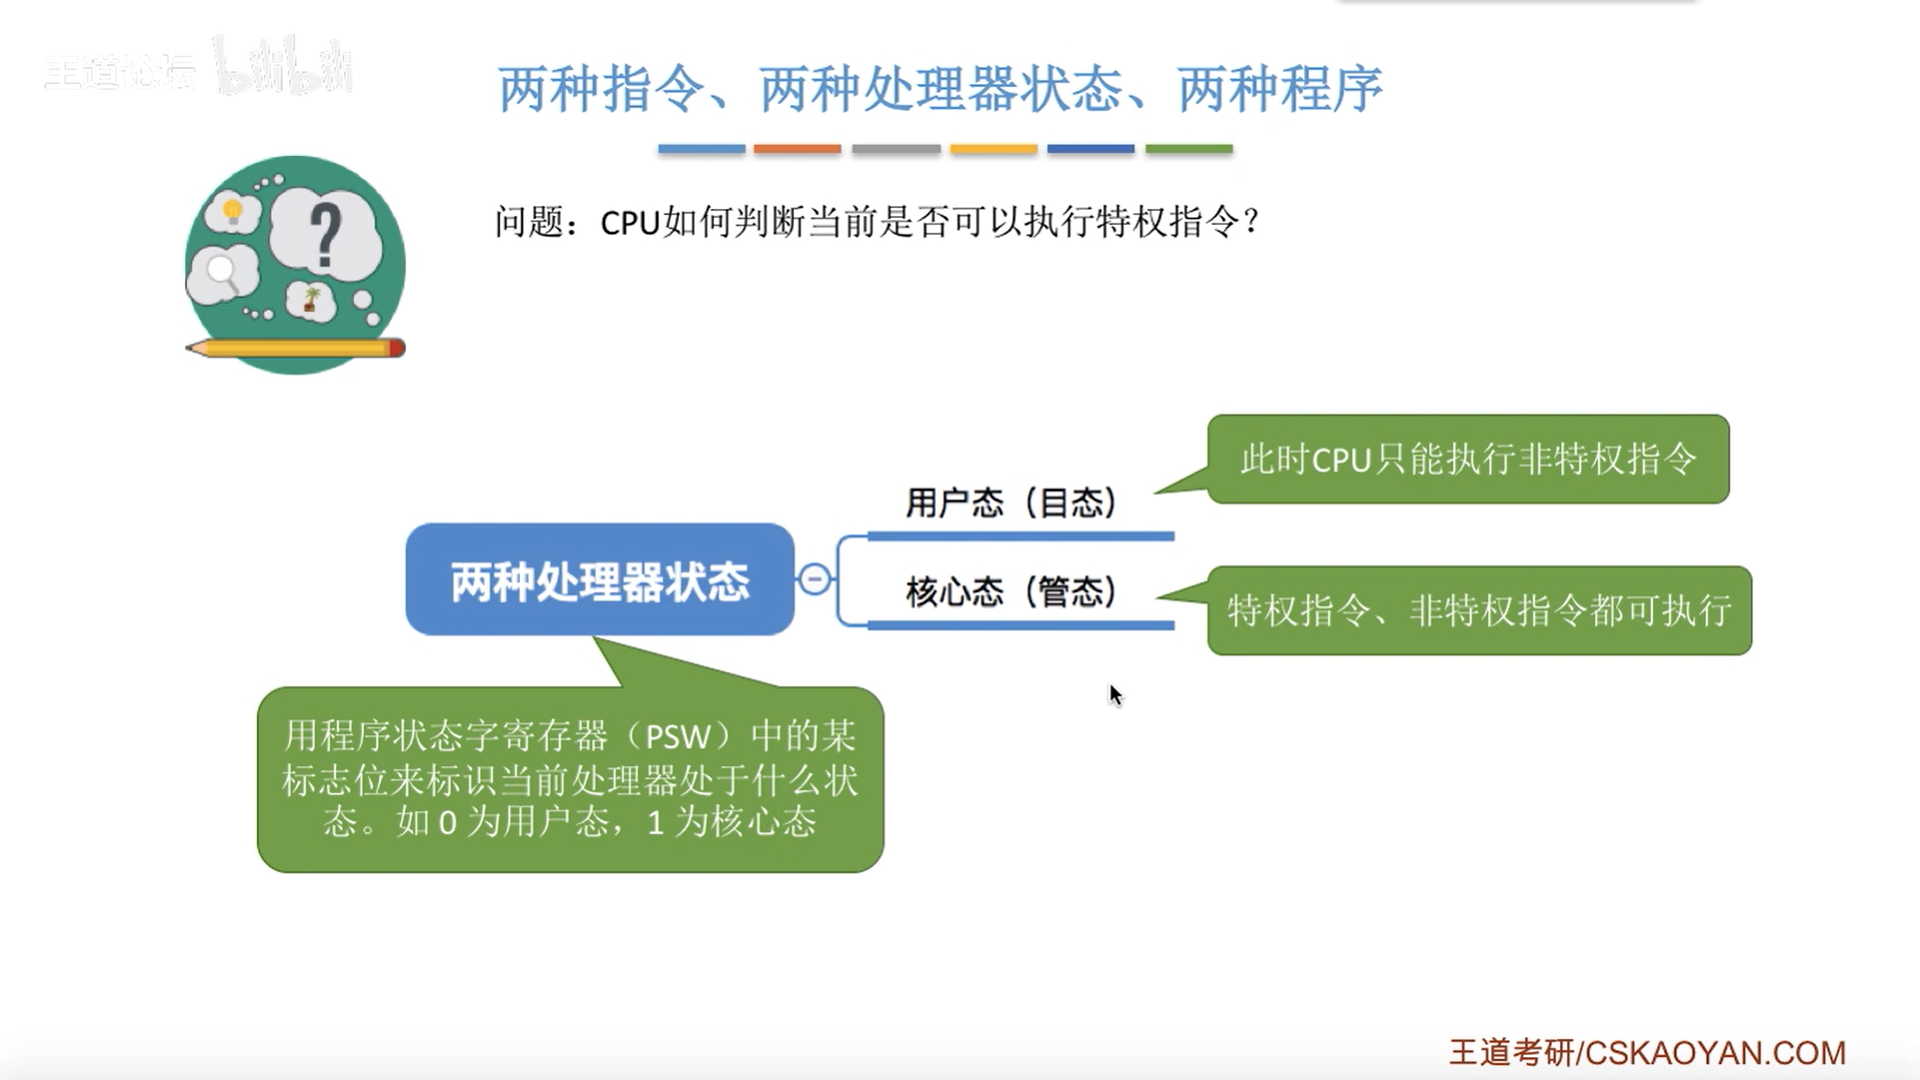 王道论坛 bilibili
两种指令、两种处理器状态、两种程序
问题：CPU如何判断当前是否可以执行特权指令？
?
此时CPU只能执行非特权指令
用户态（目态）
两种处理器状态
核心态（管态）
特权指令、非特权指令都可执行
用程序状态字寄存器（PSW）中的某
标志位来标识当前处理器处于什么状
态。如 0 为用户态，1 为核心态
王道考研/CSKAOYAN.COM